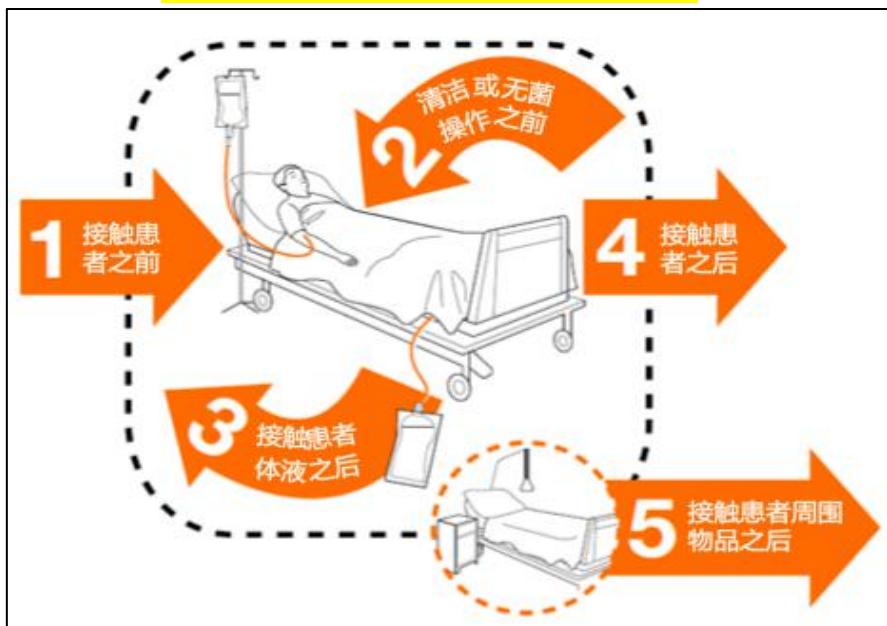 1 接触患
者之前
2 清洁或无菌
操作之前
3 接触患者
体液之后
4 接触患
者之后
5 接触患者周围
物品之后